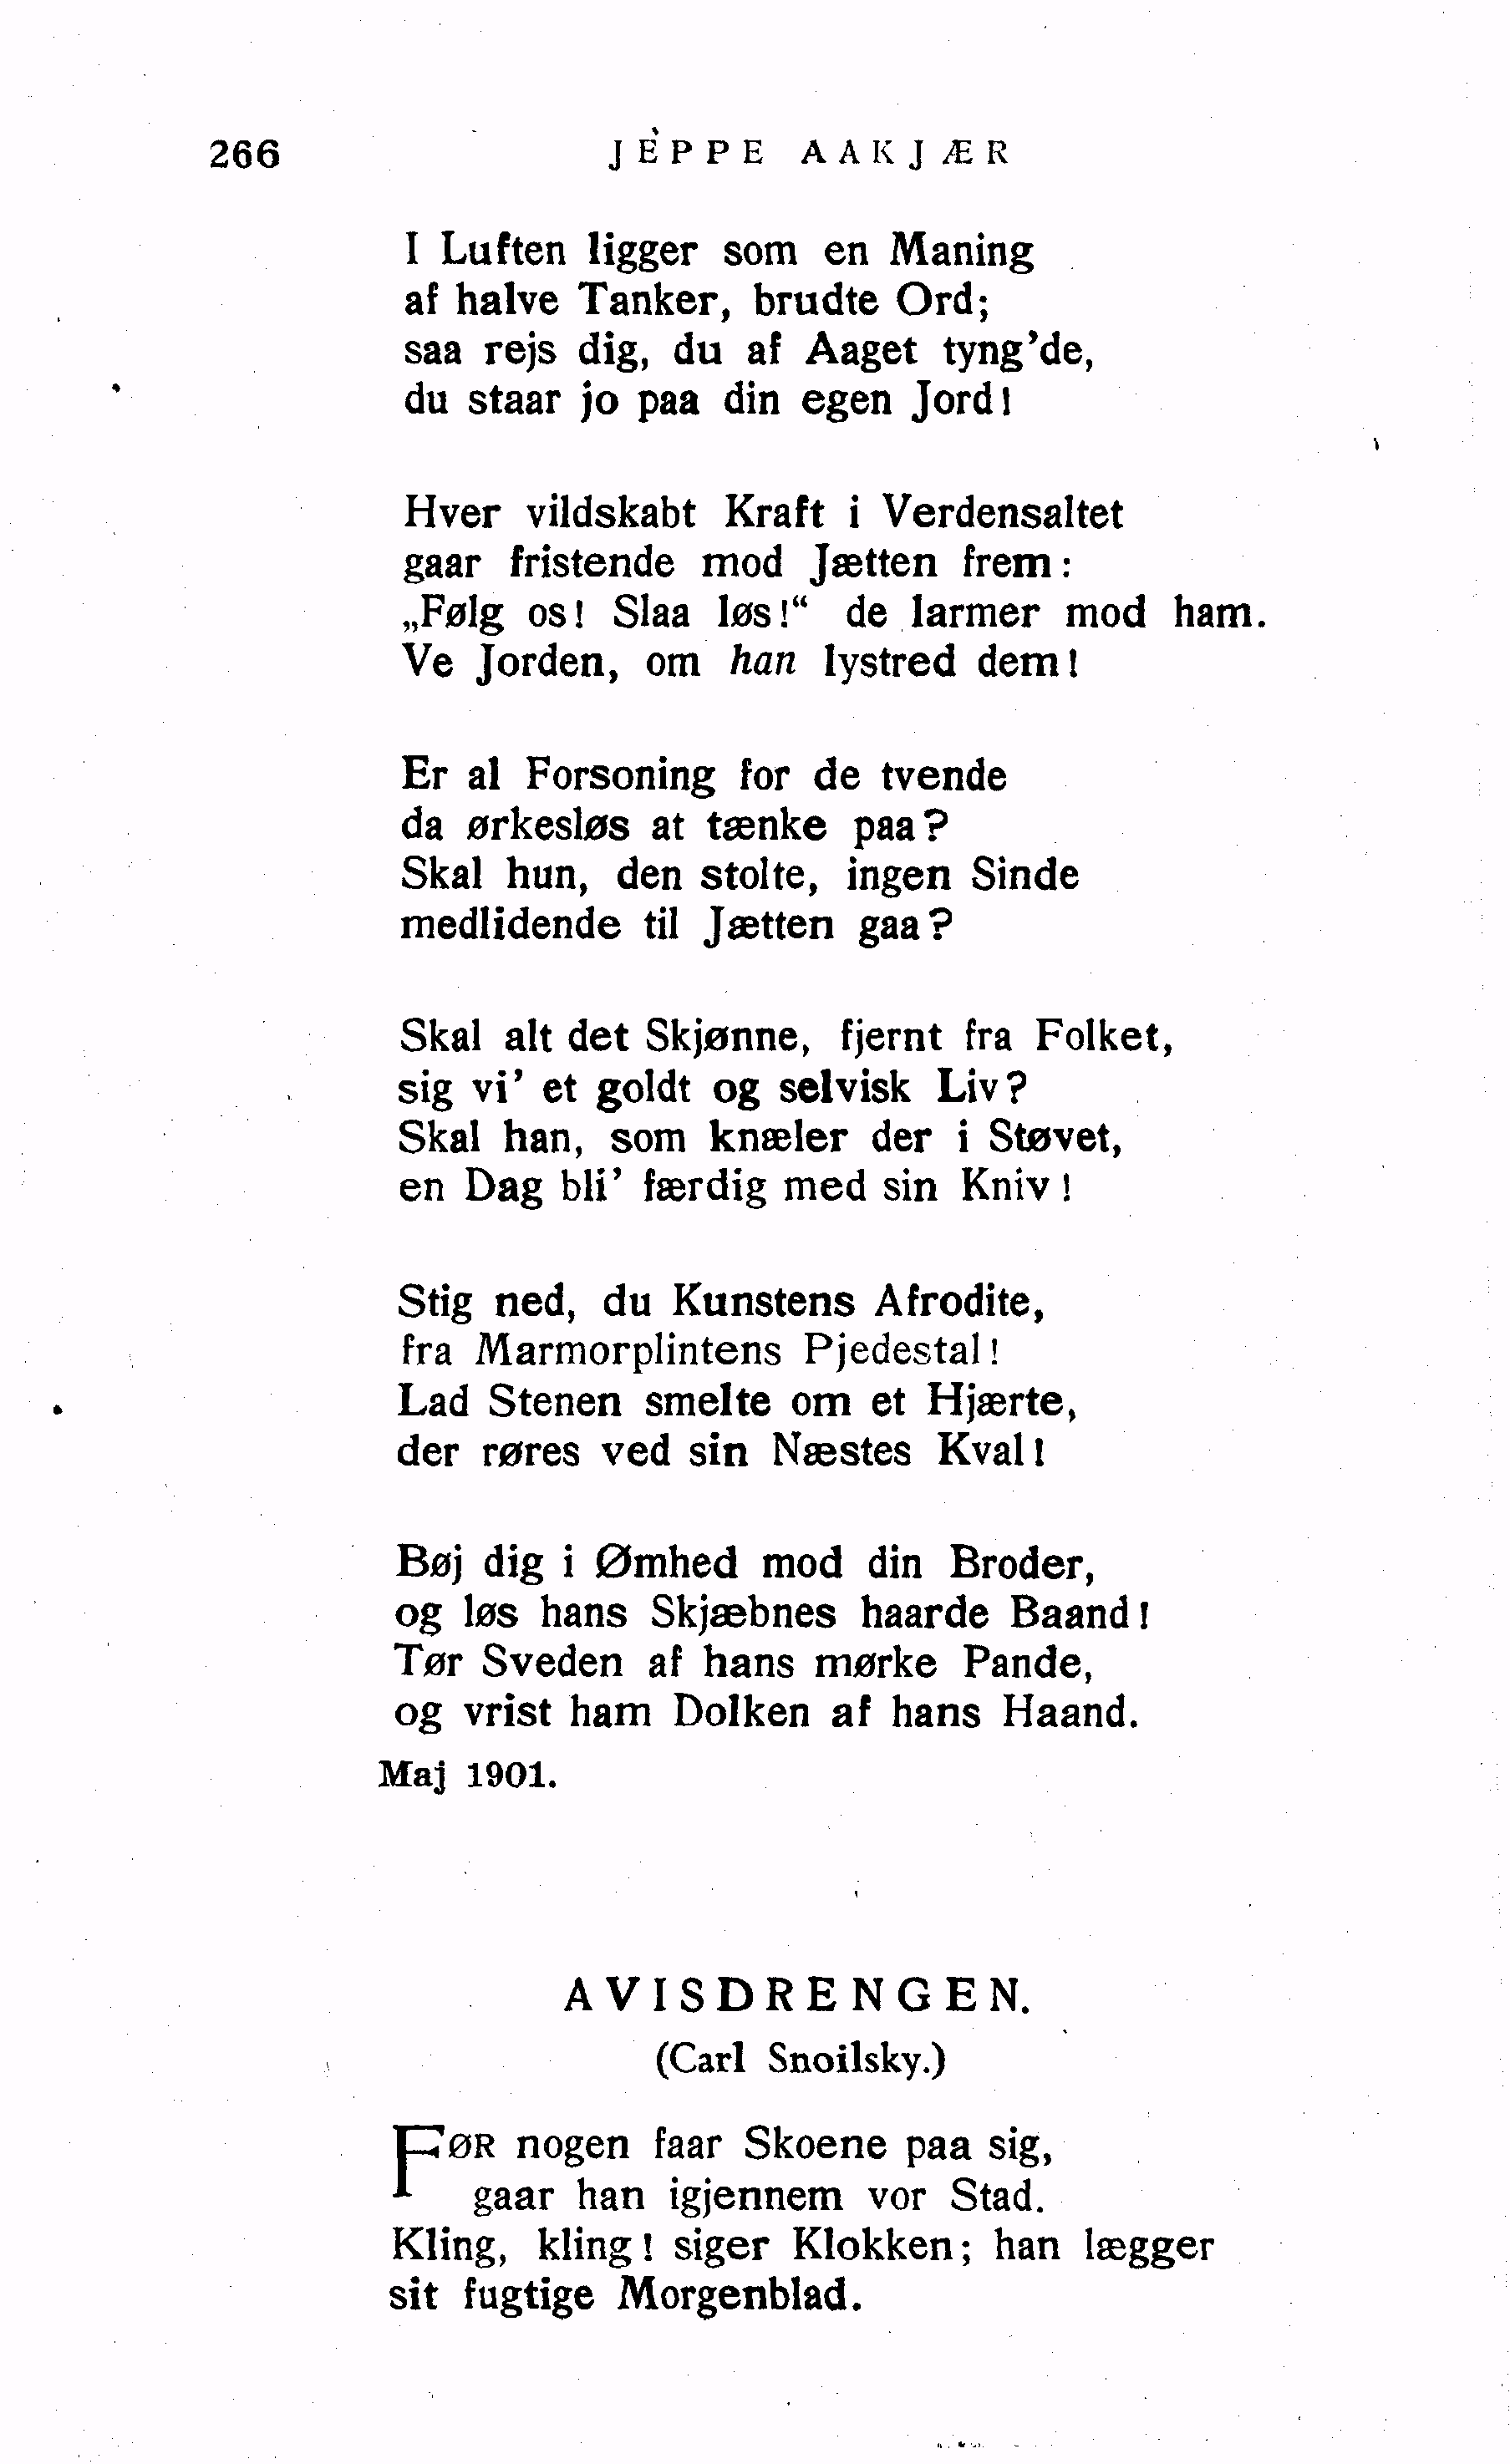 266 JEPPE AAKJÆR
I Luften ligger som en Maning
af halve Tanker, brudte Ord;
saa rejs dig, du af Aaget tyng'de,
du staar jo paa din egen Jord!
Hver vildskabt Kraft i Verdensaltet
gaar fristende mod Jætten frem:
„Følg os! Slaa løs!“ de larmer mod ham.
Ve Jorden, om han lystred dem!
Er al Forsoning for de tvende
da ørkesløs at tænke paa?
Skal hun, den stolte, ingen Sinde
medlidende til Jætten gaa?
Skal alt det Skjønne, fjernt fra Folket,
sig vi' et goldt og selvisk Liv?
Skal han, som knæler der i Støvet,
en Dag bli' færdig med sin Kniv!
Stig ned, du Kunstens Afrodite,
fra Marmorplintens Pjedestal!
Lad Stenen smelte om et Hjærte,
der røres ved sin Næstes Kval!
Bøj dig i Ømhed mod din Broder,
og løs hans Skjæbnes haarde Baand!
Tør Sveden af hans mørke Pande,
og vrist ham Dolken af hans Haand.
Maj 1901.
AVISDRENGEN.
(Carl Snoilsky.)
FØR nogen faar Skoene paa sig,
gaar han igjennem vor Stad.
Kling, kling! siger Klokken; han lægger
sit fugtige Morgenblad.